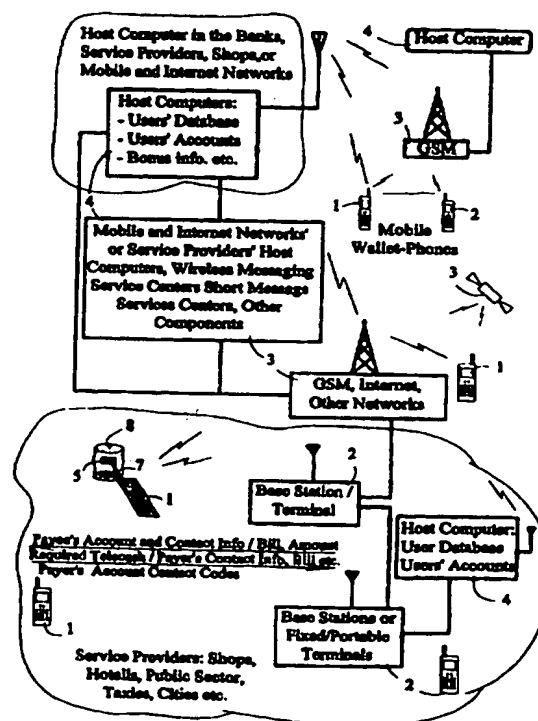 Host Computer in the Banks,
Service Providers, Shops,or
Mobile and Internet Networks
Host Computers:
- Users' Database
- Users' Accounts
- Bonus info. etc.
4
4
Host Computer
3
GSM
1
2
Mobile
Wallet-Phones
Mobile and Internet Networks'
or Service Providers' Host
Computers, Wireless Messaging
Service Centers Short Message
Services Centers, Other
Components
3
3
1
GSM, Internet,
Other Networks
8
5
7
1
2
Base Station /
Terminal
Payee's Account and Contact Info / Bill, Amount
Required Telecash / Payer's Contact Info, Bill etc.
Payer's Account Contact Codes
Host Computer:
User Database
Users' Accounts
4
1
Base Stations or
Fixed/Portable
Terminals
2
Service Providers: Shops,
Hotells, Public Sector,
Taxies, Cities etc.